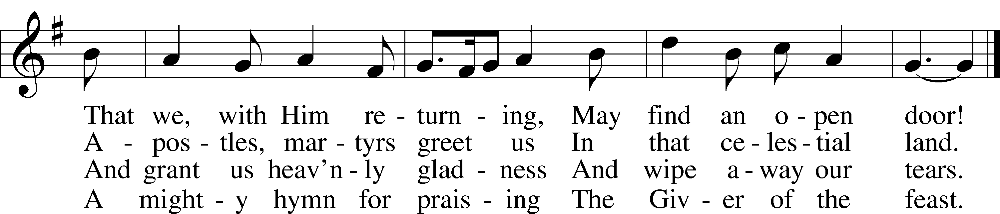 That we, with Him re - turn - ing, May find an o - pen door!
A - pos - tles, mar - tyrs greet us In that ce - les - tial land.
And grant us heav’n - ly glad - ness And wipe a - way our tears.
A might - y hymn for prais - ing The Giv - er of the feast.